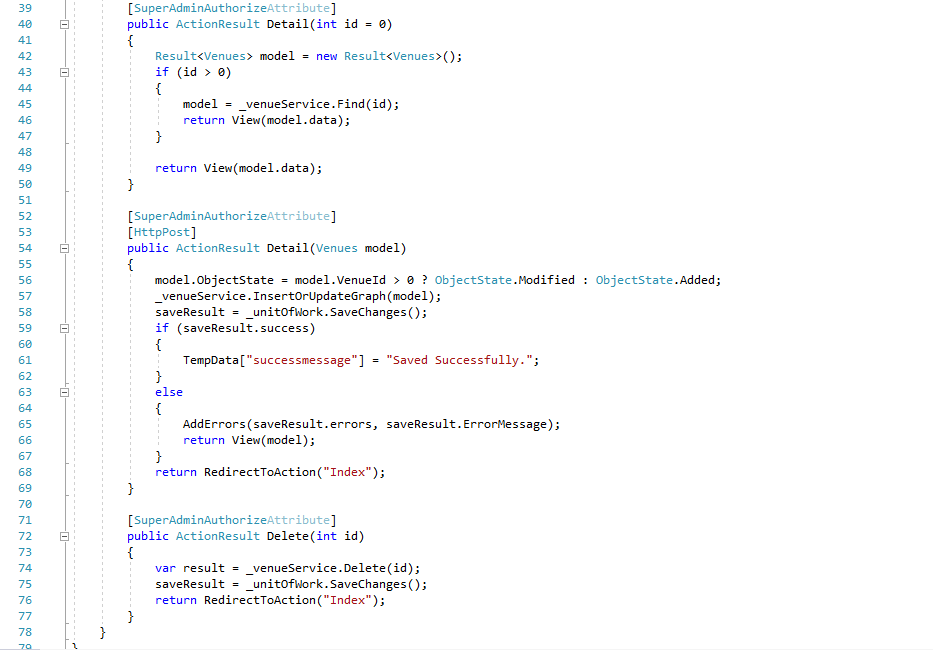 39 [SuperAdminAuthorizeAttribute]
40 public ActionResult Detail(int id = 0)
41 {
42 Result<Venues> model = new Result<Venues>();
43 if (id > 0)
44 {
45 model = _venueService.Find(id);
46 return View(model.data);
47 }
48
49 return View(model.data);
50 }
51
52 [SuperAdminAuthorizeAttribute]
53 [HttpPost]
54 public ActionResult Detail(Venues model)
55 {
56 model.ObjectState = model.VenueId > 0 ? ObjectState.Modified : ObjectState.Added;
57 _venueService.InsertOrUpdateGraph(model);
58 saveResult = _unitOfWork.SaveChanges();
59 if (saveResult.success)
60 {
61 TempData["successmessage"] = "Saved Successfully.";
62 }
63 else
64 {
65 AddErrors(saveResult.errors, saveResult.ErrorMessage);
66 return View(model);
67 }
68 return RedirectToAction("Index");
69 }
70
71 [SuperAdminAuthorizeAttribute]
72 public ActionResult Delete(int id)
73 {
74 var result = _venueService.Delete(id);
75 saveResult = _unitOfWork.SaveChanges();
76 return RedirectToAction("Index");
77 }
78 }
79 }